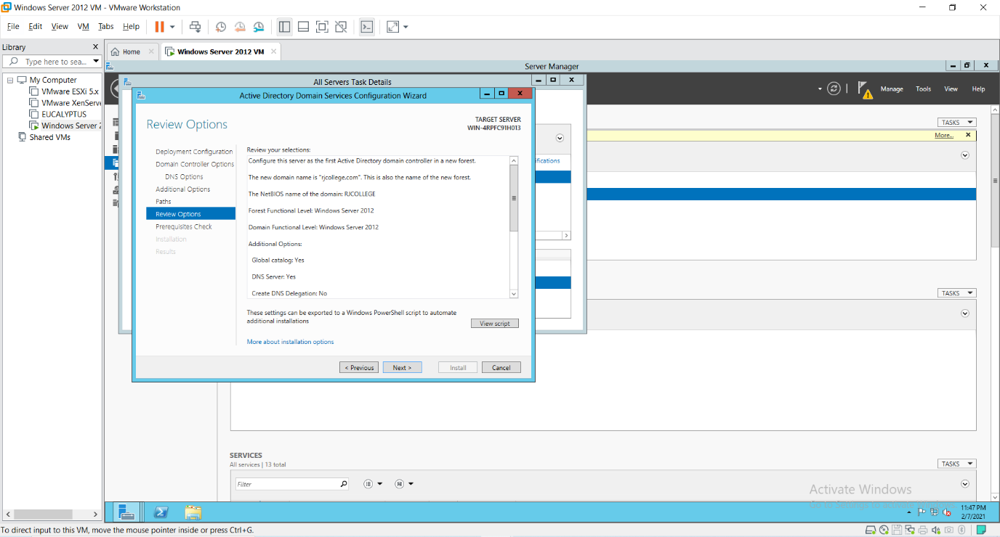 Windows Server 2012 VM - VMware Workstation
File Edit View VM Tabs Help
Library
Type here to sea...
Home
Windows Server 2012 VM
My Computer
VMware ESXi 5.x
VMware XenServe
EUCALYPTUS
Windows Server 2
Shared VMs
Server Manager
Manage Tools View Help
All Servers Task Details
Active Directory Domain Services Configuration Wizard
Review Options
TARGET SERVER
WIN-4RPFC91H013
Deployment Configuration
Domain Controller Options
DNS Options
Additional Options
Paths
Review Options
Prerequisites Check
Installation
Results
Review your selections:
Configure this server as the first Active Directory domain controller in a new forest.
The new domain name is "rjcollege.com". This is also the name of the new forest.
The NetBIOS name of the domain: RJCOLLEGE
Forest Functional Level: Windows Server 2012
Domain Functional Level: Windows Server 2012
Additional Options:
Global catalog: Yes
DNS Server: Yes
Create DNS Delegation: No
These settings can be exported to a Windows PowerShell script to automate
additional installations
View script
More about installation options
< Previous Next > Install Cancel
ifications
TASKS
More...
TASKS
SERVICES
All services | 13 total
TASKS
Filter
Activate Windows
11:47 PM
2/7/2021
To direct input to this VM, move the mouse pointer inside or press Ctrl+G.